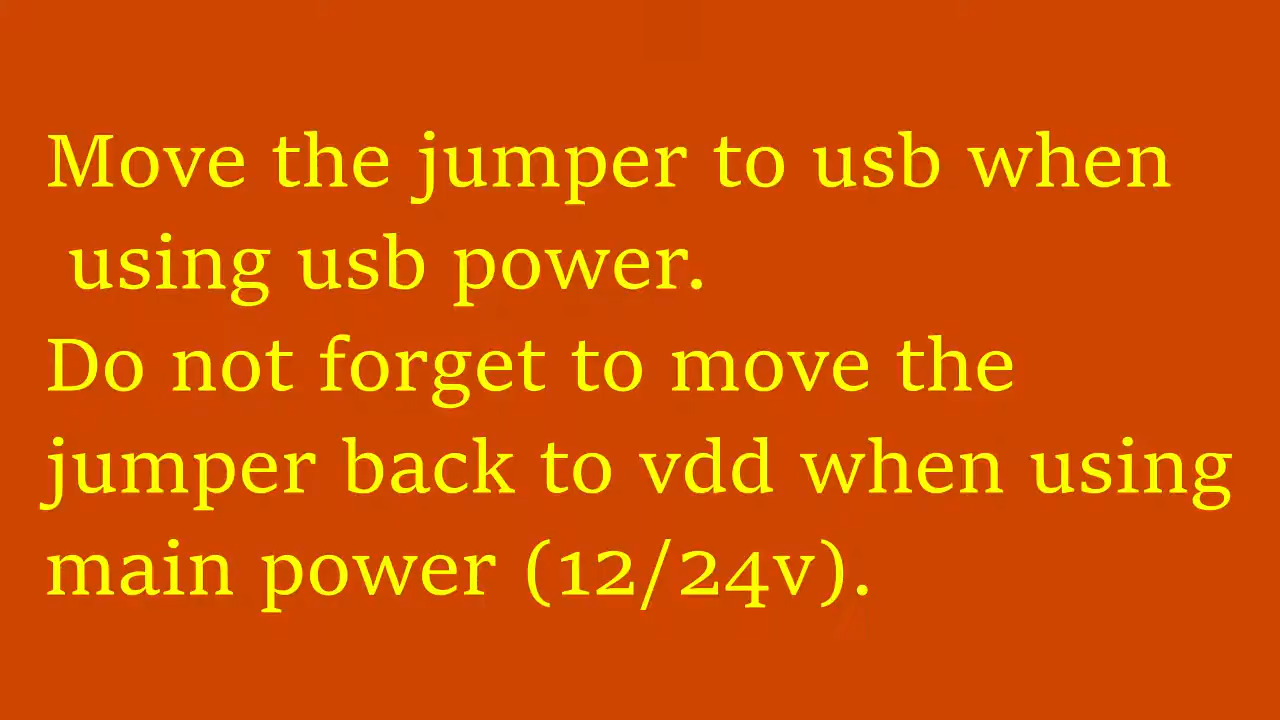 Move the jumper to usb when
using usb power.
Do not forget to move the
jumper back to vdd when using
main power (12/24v).